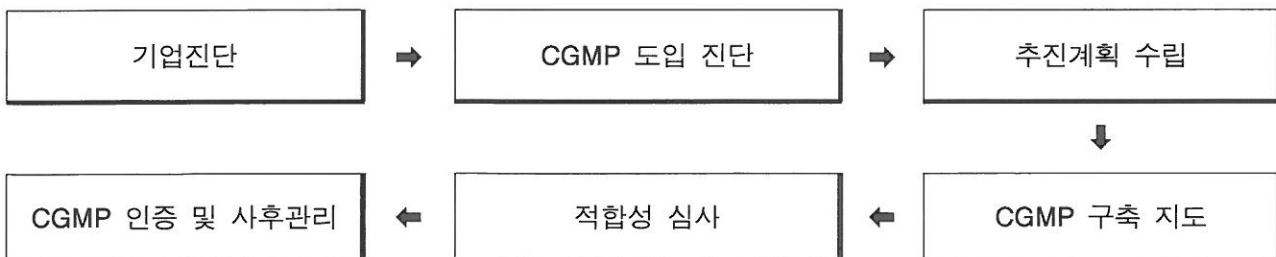 기업진단
CGMP 도입 진단
추진계획 수립
CGMP 구축 지도
적합성 심사
CGMP 인증 및 사후관리